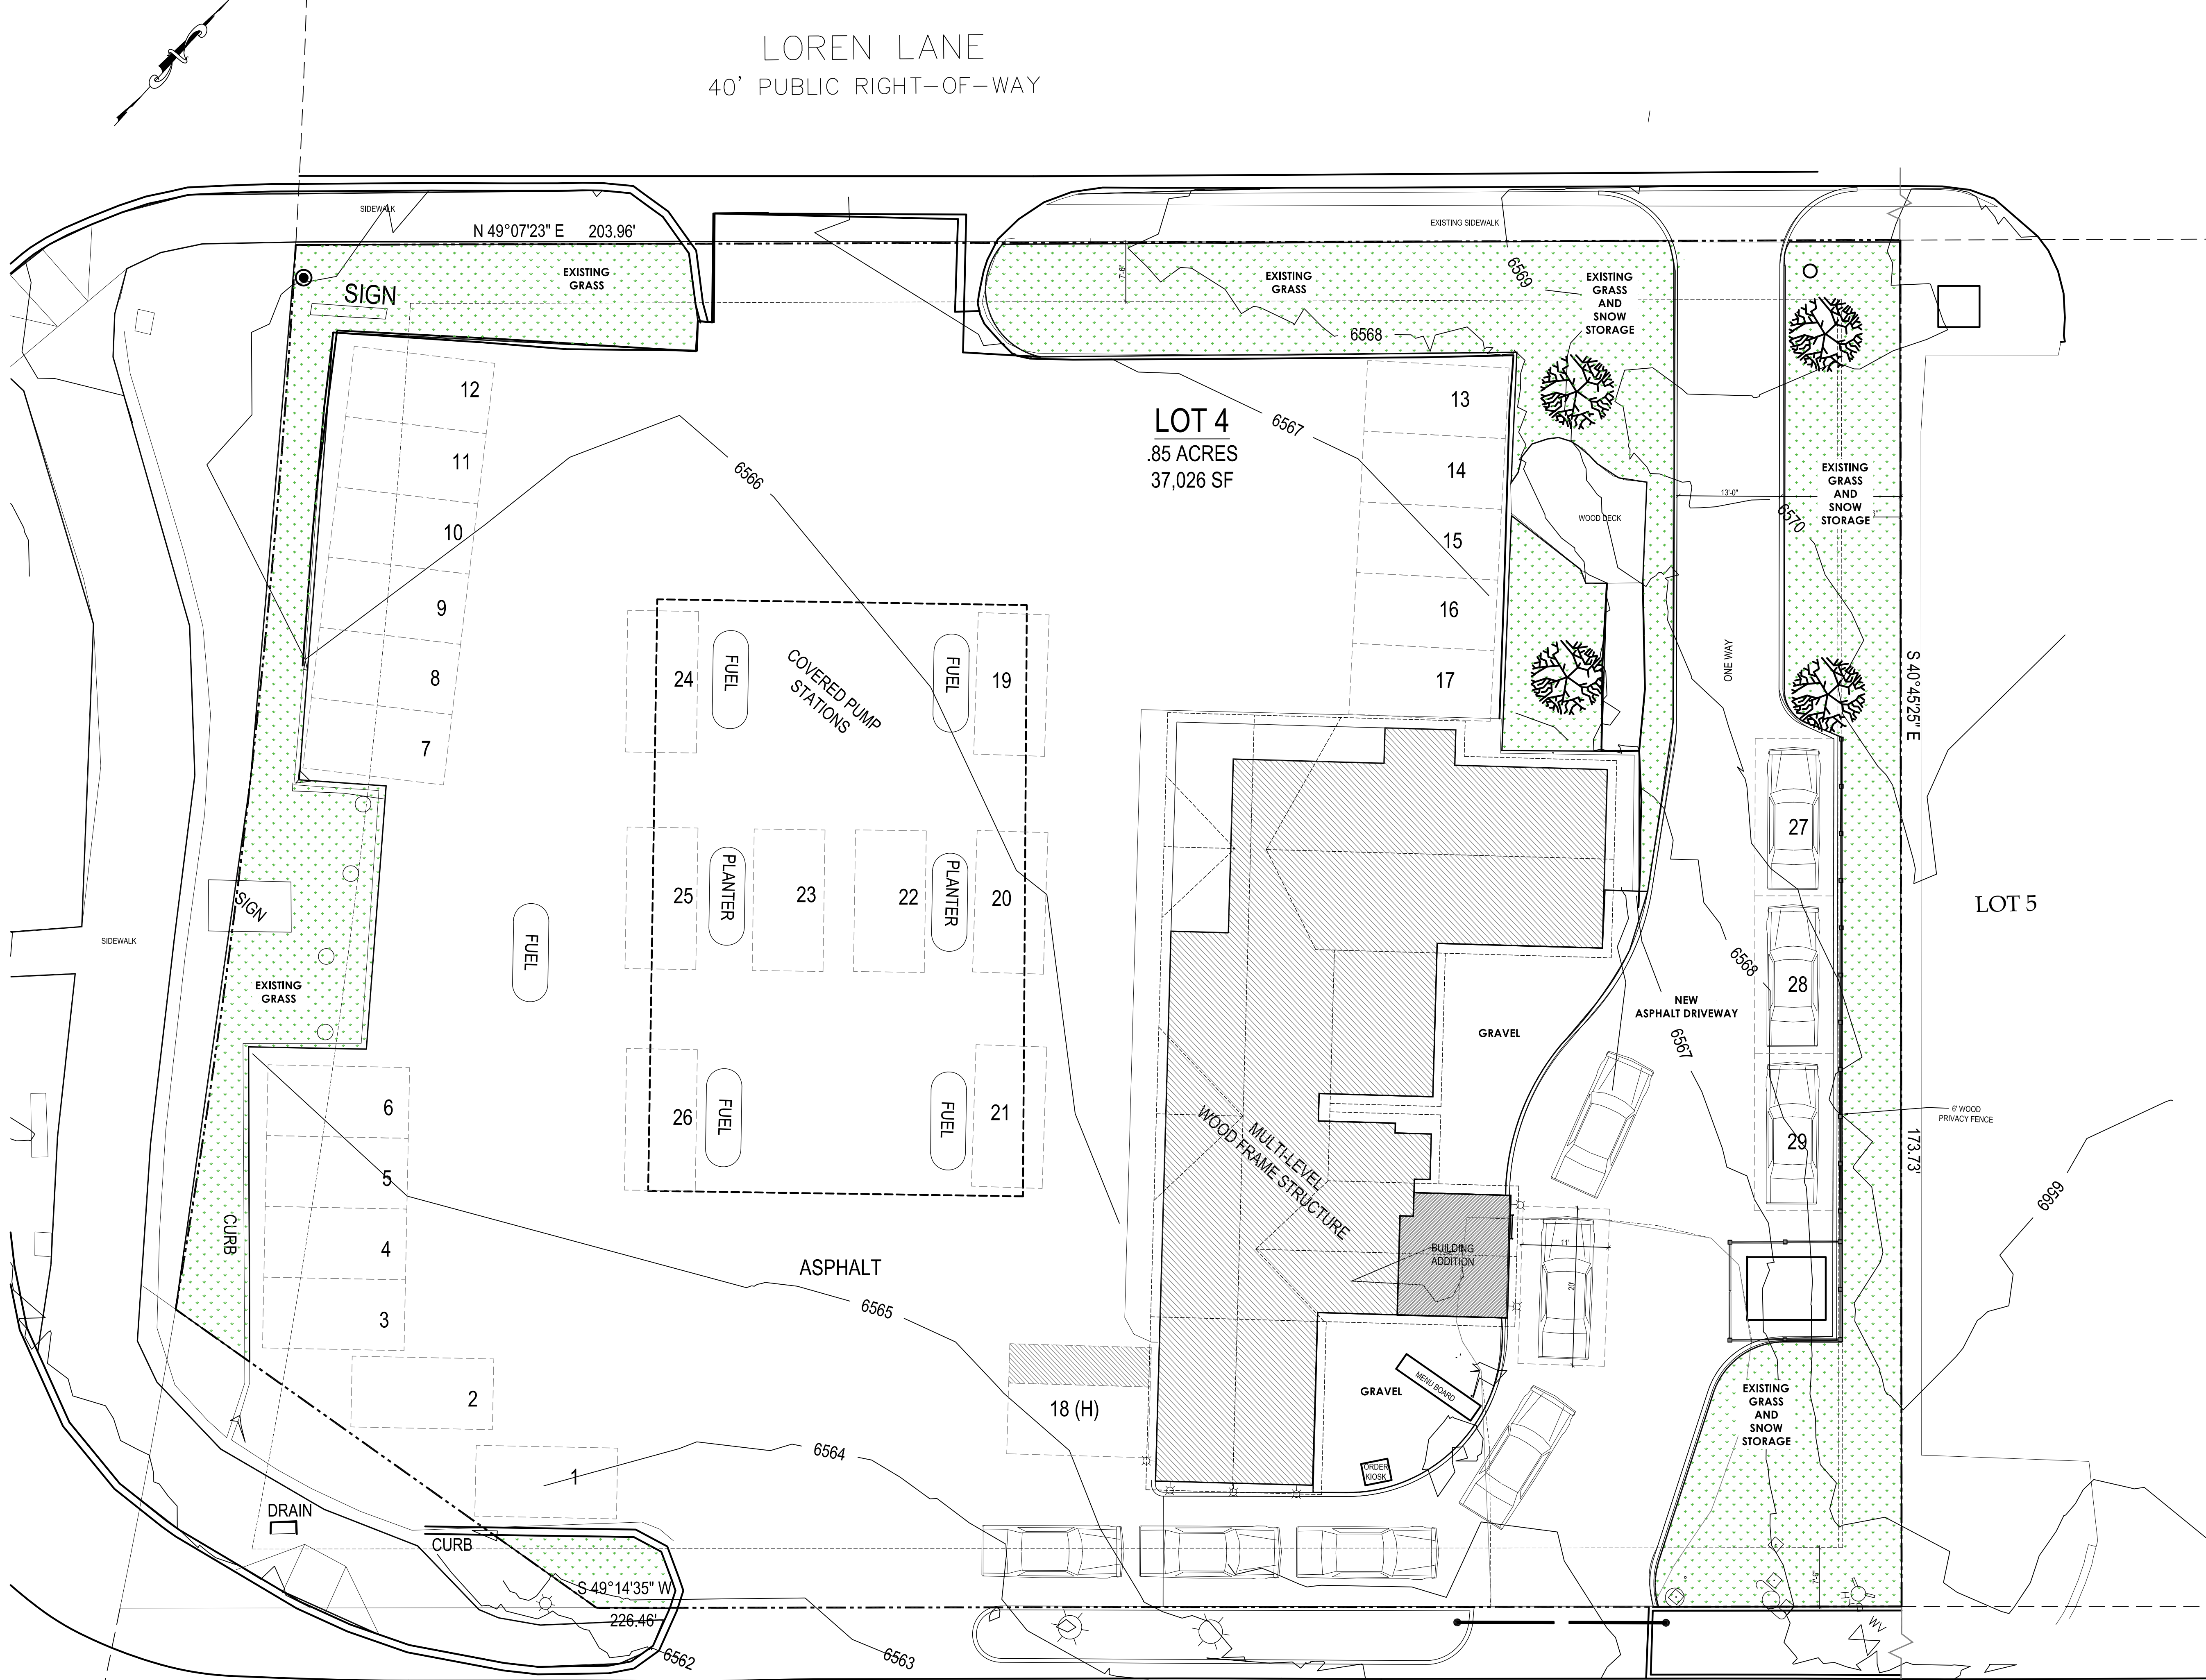 LOREN LANE
40' PUBLIC RIGHT-OF-WAY
SIDEWALK
N 49°07'23" E 203.96'
EXISTING SIDEWALK
EXISTING
GRASS
SIGN
7'-6"
EXISTING
GRASS
6569
EXISTING
GRASS
AND
SNOW
STORAGE
6568
12
11
10
9
8
7
6566
LOT 4
.85 ACRES
37,026 SF
6567
13
14
15
16
17
WOOD DECK
13'-0"
6570
EXISTING
GRASS
AND
SNOW
STORAGE
ONE WAY
S 40°45'25" E
24
FUEL
COVERED PUMP
STATIONS
FUEL
19
25
PLANTER
23
22
PLANTER
20
26
FUEL
FUEL
21
FUEL
SIGN
SIDEWALK
EXISTING
GRASS
27
28
29
LOT 5
6568
NEW
ASPHALT DRIVEWAY
6567
GRAVEL
6' WOOD
PRIVACY FENCE
173.73'
6569
MULTI-LEVEL
WOOD FRAME STRUCTURE
BUILDING
ADDITION
11'
20'
6
5
4
3
2
1
CURB
ASPHALT
6565
18 (H)
GRAVEL
MENU BOARD
ORDER
KIOSK
EXISTING
GRASS
AND
SNOW
STORAGE
6564
DRAIN
CURB
S 49°14'35" W
226.46'
6562
6563
7'-6"
WV